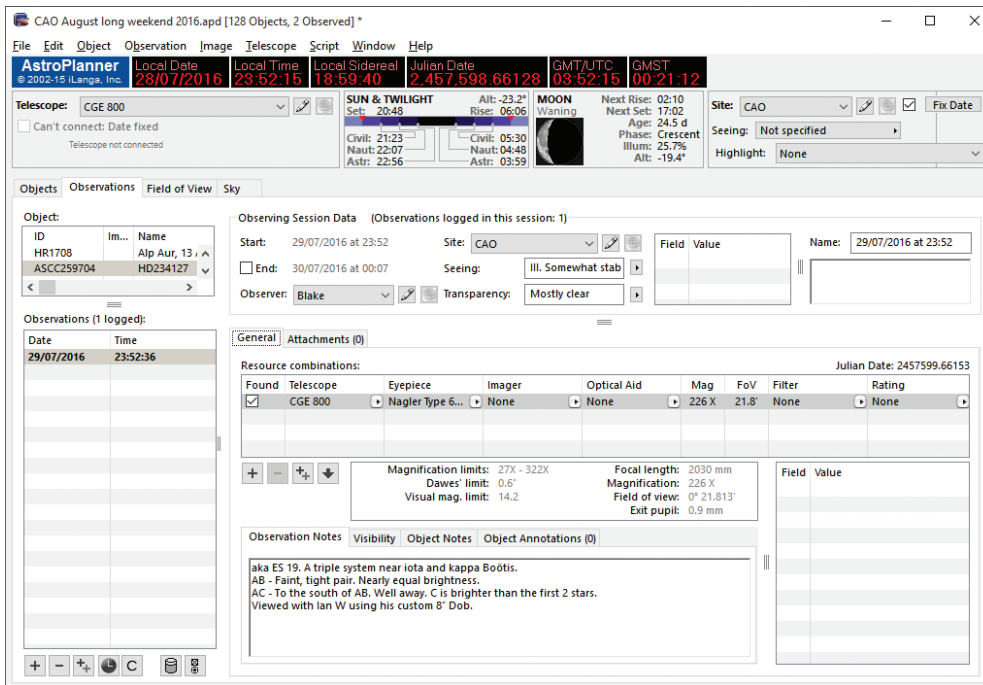 CAO August long weekend 2016.apd [128 Objects, 2 Observed] *
File Edit Object Observation Image Telescope Script Window Help
AstroPlanner Local Date Local Time Local Sidereal Julian Date GMT/UTC GMST
© 2002-15 iLanga, Inc. 28/07/2016 23:52:15 18:59:40 2,457,598.66128 03:52:15 00:21:12
Telescope: CGE 800
Can't connect: Date fixed
Telescope not connected
SUN & TWILIGHT Alt: -23.2°
Set: 20:48 Rise: 06:06
Civil: 21:23 Civil: 05:30
Naut: 22:07 Naut: 04:48
Astr: 22:56 Astr: 03:59
MOON Next Rise: 02:10
Waning Next Set: 17:02
Age: 24.5 d
Phase: Crescent
Illum: 25.7%
Alt: -19.4°
Site: CAO Fix Date
Seeing: Not specified
Highlight: None
Objects Observations Field of View Sky
Object:
ID Im... Name
HR1708 Alp Aur, 13
ASCC259704 HD234127
Observations (1 logged):
Date Time
29/07/2016 23:52:36
C
Observing Session Data (Observations logged in this session: 1)
Start: 29/07/2016 at 23:52 Site: CAO
End: 30/07/2016 at 00:07 Seeing: III. Somewhat stab
Observer: Blake Transparency: Mostly clear
Field Value
Name: 29/07/2016 at 23:52
General Attachments (0)
Resource combinations: Julian Date: 2457599.66153
Found Telescope Eyepiece Imager Optical Aid Mag FoV Filter Rating
CGE 800 Nagler Type 6... None None 226 X 21.8' None None
Magnification limits: 27X - 322X Focal length: 2030 mm
Dawes' limit: 0.6" Magnification: 226 X
Visual mag. limit: 14.2 Field of view: 0° 21.813'
Exit pupil: 0.9 mm
Field Value
Observation Notes Visibility Object Notes Object Annotations (0)
aka ES 19. A triple system near iota and kappa Boötis.
AB - Faint, tight pair. Nearly equal brightness.
AC - To the south of AB. Well away. C is brighter than the first 2 stars.
Viewed with Ian W using his custom 8" Dob.